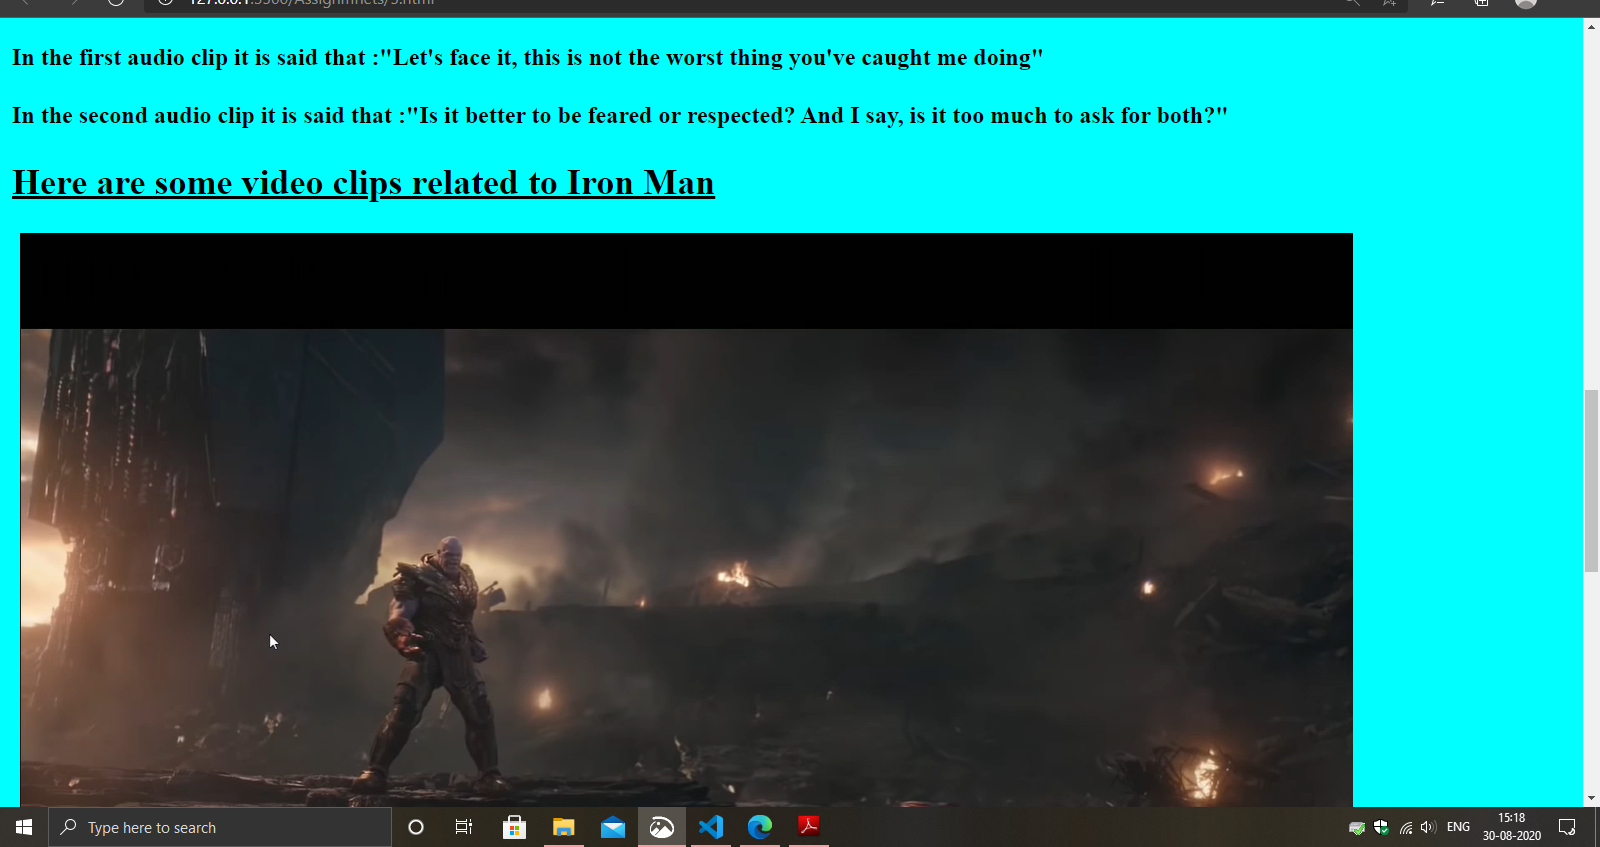 127.0.0.1:5500/Assignmnets/5.html
In the first audio clip it is said that :"Let's face it, this is not the worst thing you've caught me doing"
In the second audio clip it is said that :"Is it better to be feared or respected? And I say, is it too much to ask for both?"
Here are some video clips related to Iron Man
Type here to search
ENG
15:18
30-08-2020